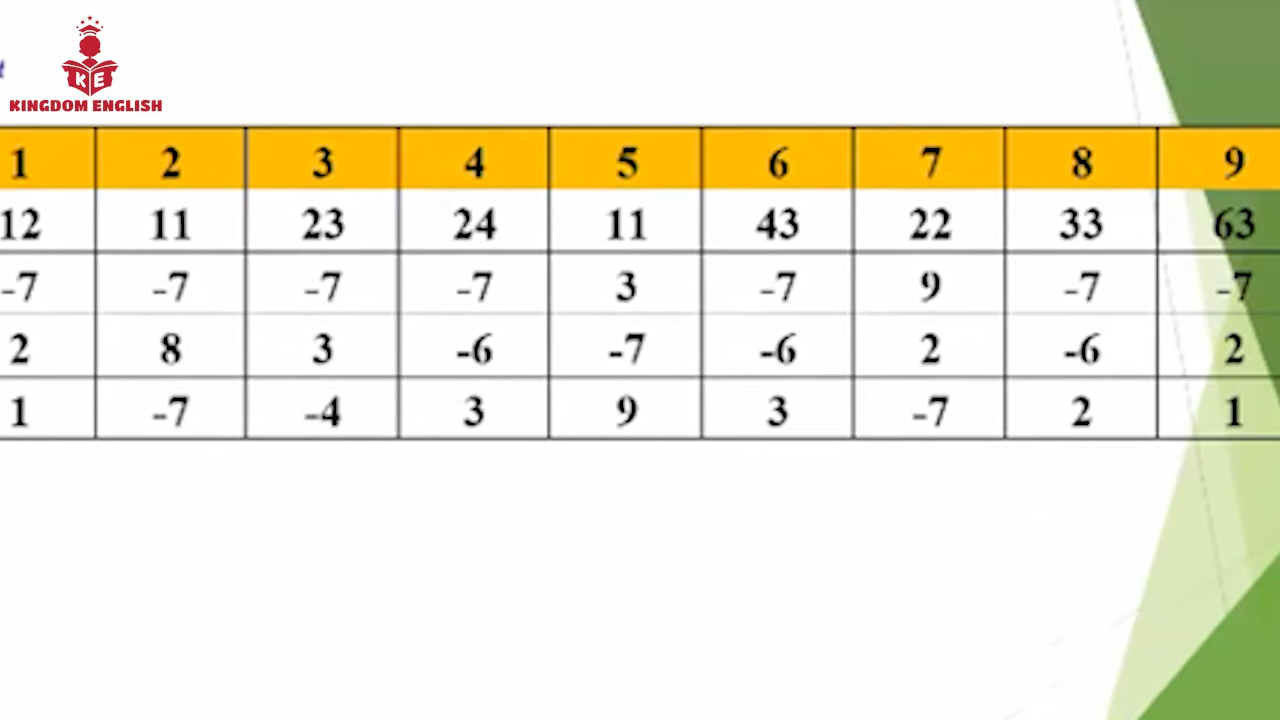 K E
KINGDOM ENGLISH
1 2 3 4 5 6 7 8 9
12 11 23 24 11 43 22 33 63
-7 -7 -7 -7 3 -7 9 -7 -7
2 8 3 -6 -7 -6 2 -6 2
1 -7 -4 3 9 3 -7 2 1